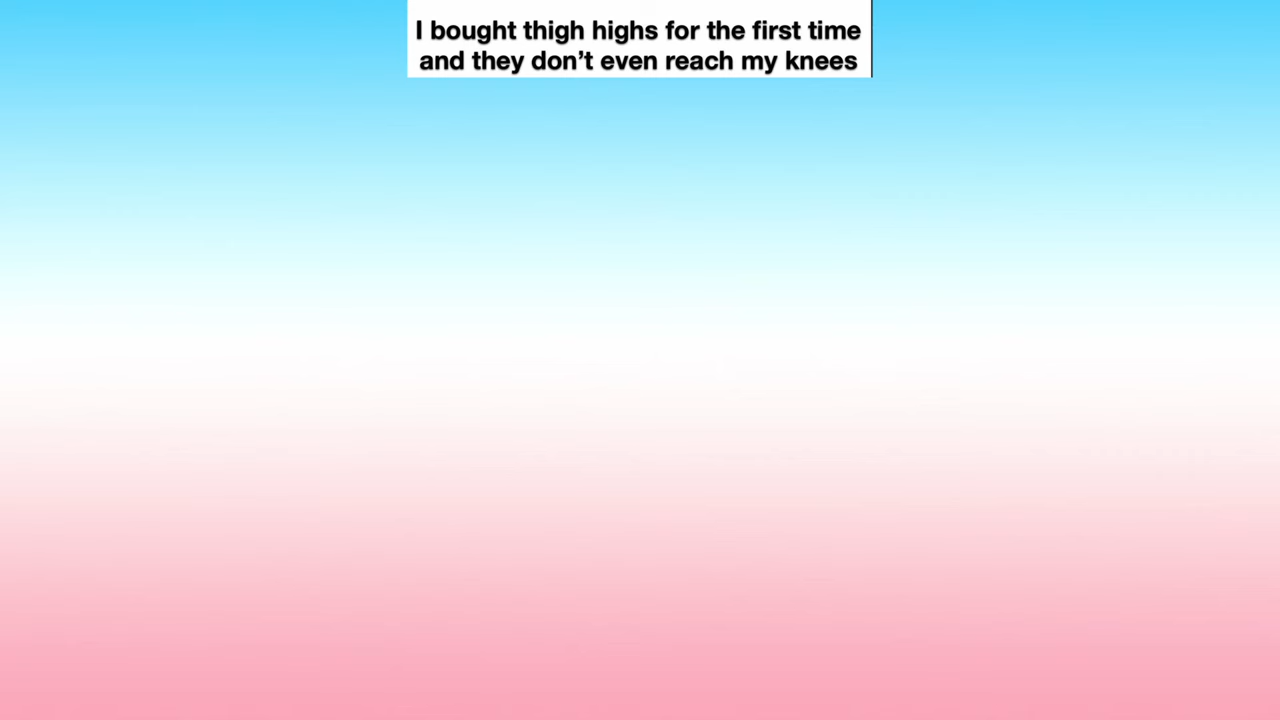 I bought thigh highs for the first time
and they don’t even reach my knees